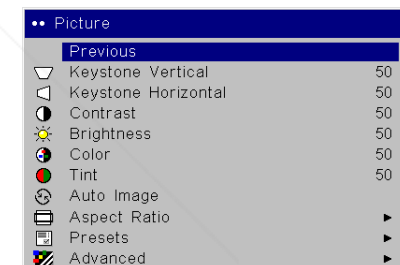 •• Picture
Previous
Keystone Vertical 50
Keystone Horizontal 50
Contrast 50
Brightness 50
Color 50
Tint 50
Auto Image
Aspect Ratio ▶
Presets ▶
Advanced ▶